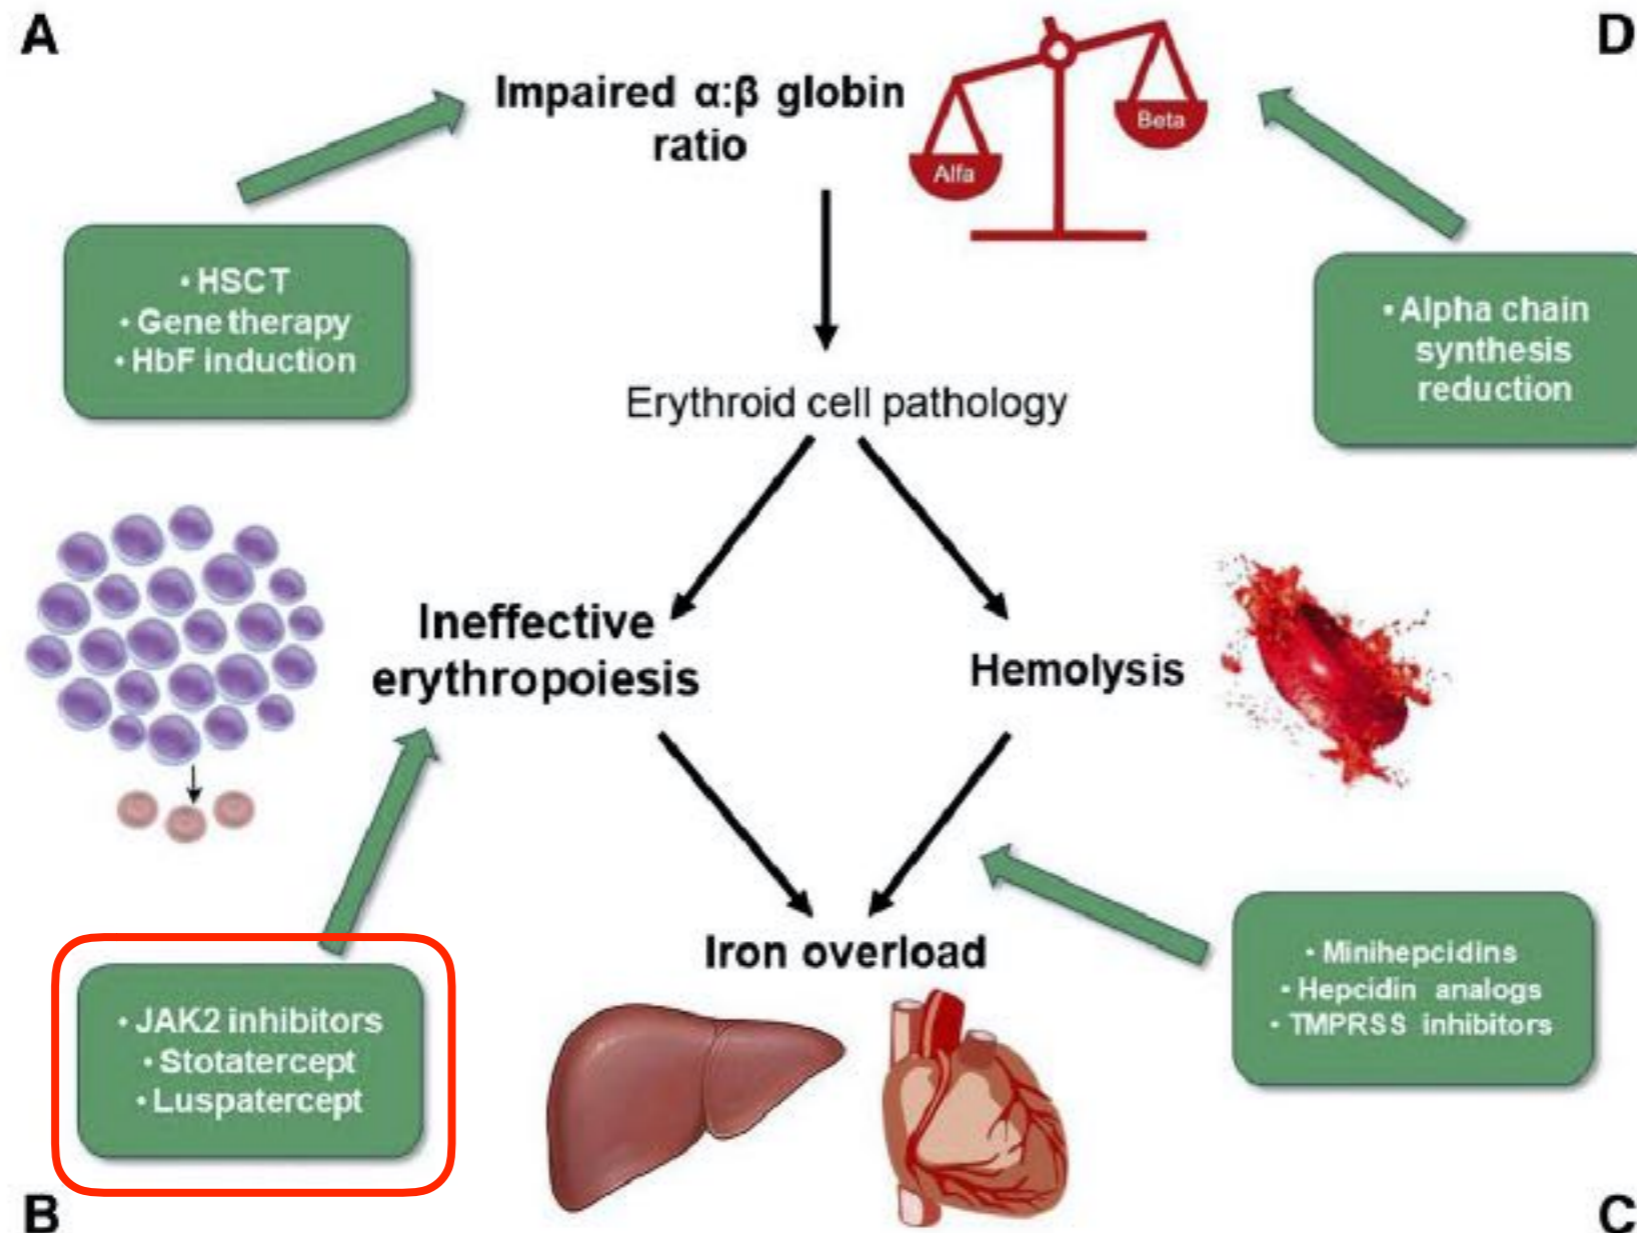 A
D
Impaired α:β globin
ratio
Alfa
Beta
• HSCT
• Gene therapy
• HbF induction
• Alpha chain
synthesis
reduction
Erythroid cell pathology
Ineffective
erythropoiesis
Hemolysis
Iron overload
• JAK2 inhibitors
• Stotatercept
• Luspatercept
• Minihepcidins
• Hepcidin analogs
• TMPRSS inhibitors
B
C